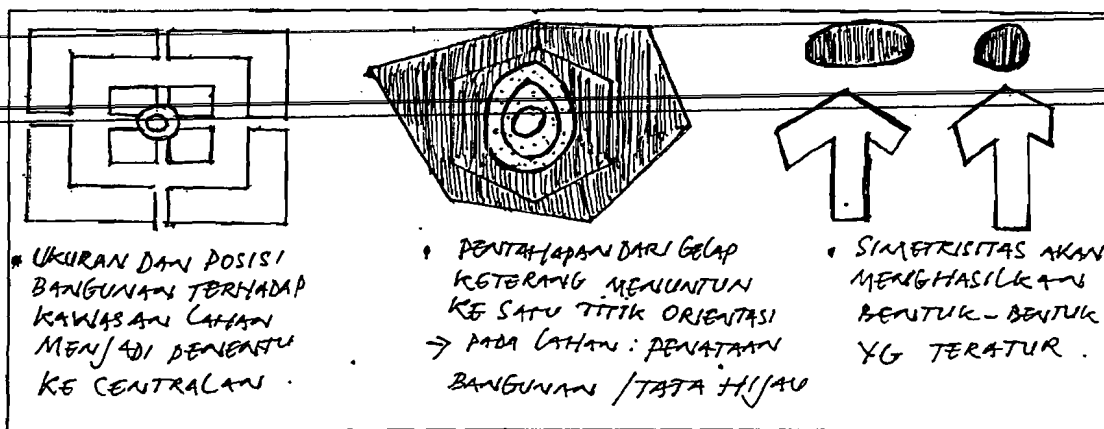 • UKURAN DAN POSISI
BANGUNAN TERHADAP
KAWASAN LAHAN
MENJADI PENENTU
KE CENTRALAN .
• PENTAHAPAN DARI GELAP
KETERANG MENUNTUN
KE SATU TITIK ORIENTASI
→ PADA LAHAN : PENATAAN
BANGUNAN / TATA HIJAU
• SIMETRISITAS AKAN
MENGHASILKAN
BENTUK - BENTUK
YG TERATUR .